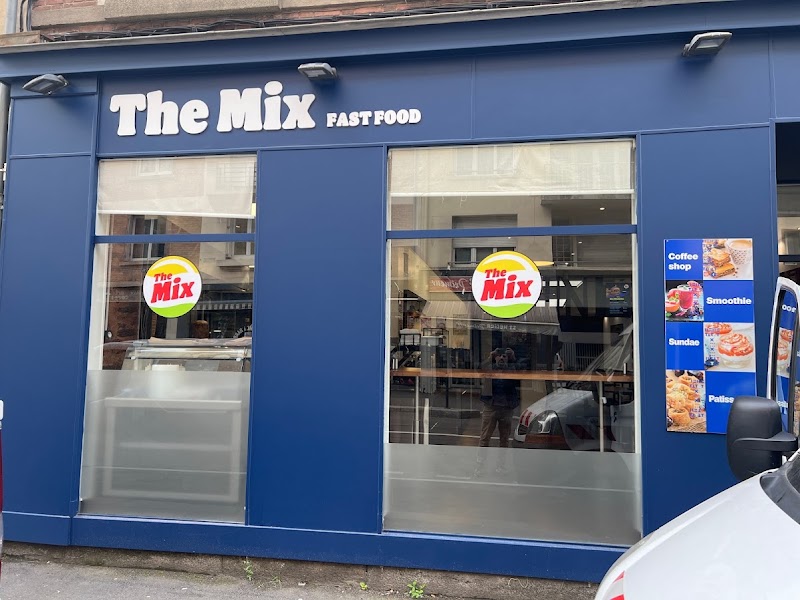 The Mix FAST FOOD
The
Mix
The
Mix
Coffee
shop
Smoothie
Sundae
Patiss